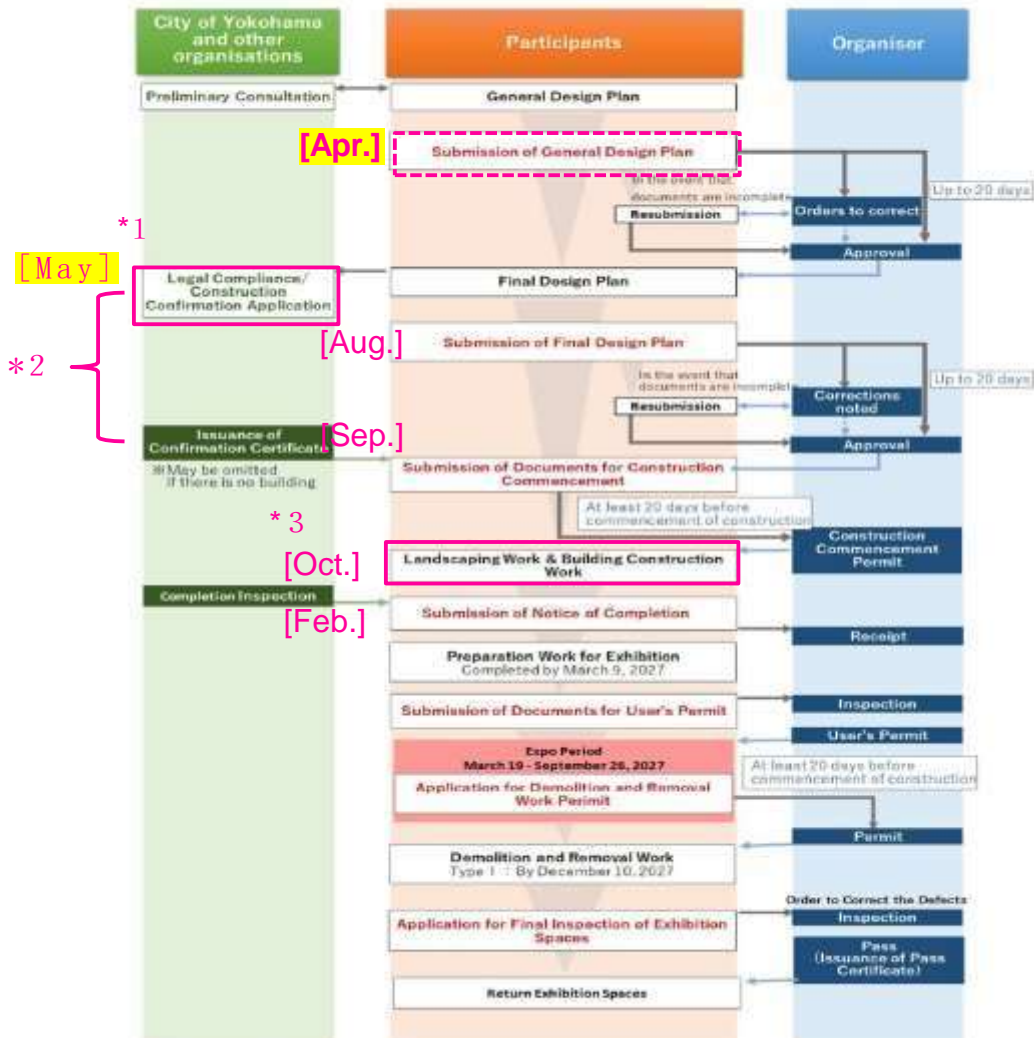 City of Yokohama
and other
organisations
Participants
Organiser
Preliminary Consultation
General Design Plan
[Apr.]
Submission of General Design Plan
In the event that
documents are incomplete
Up to 20 days
Resubmission
Orders to correct
*1
Approval
[May]
Legal Compliance/
Construction
Confirmation Application
Final Design Plan
[Aug.]
Submission of Final Design Plan
*2
In the event that
documents are incomplete
Up to 20 days
Resubmission
Corrections
noted
[Sep.]
Issuance of
Confirmation Certificate
Approval
※May be omitted
if there is no building
Submission of Documents for Construction
Commencement
*3
At least 20 days before
commencement of construction
[Oct.]
Landscaping Work & Building Construction
Work
Construction
Commencement
Permit
Completion Inspection
[Feb.]
Submission of Notice of Completion
Receipt
Preparation Work for Exhibition
Completed by March 9, 2027
Submission of Documents for User's Permit
Inspection
User's Permit
Expo Period
March 19 - September 26, 2027
At least 20 days before
commencement of construction
Application for Demolition and Removal
Work Perimit
Permit
Demolition and Removal Work
Type I : By December 10, 2027
Order to Correct the Defects
Inspection
Application for Final Inspection of Exhibition
Spaces
Pass
(Issuance of Pass
Certificate)
Return Exhibition Spaces